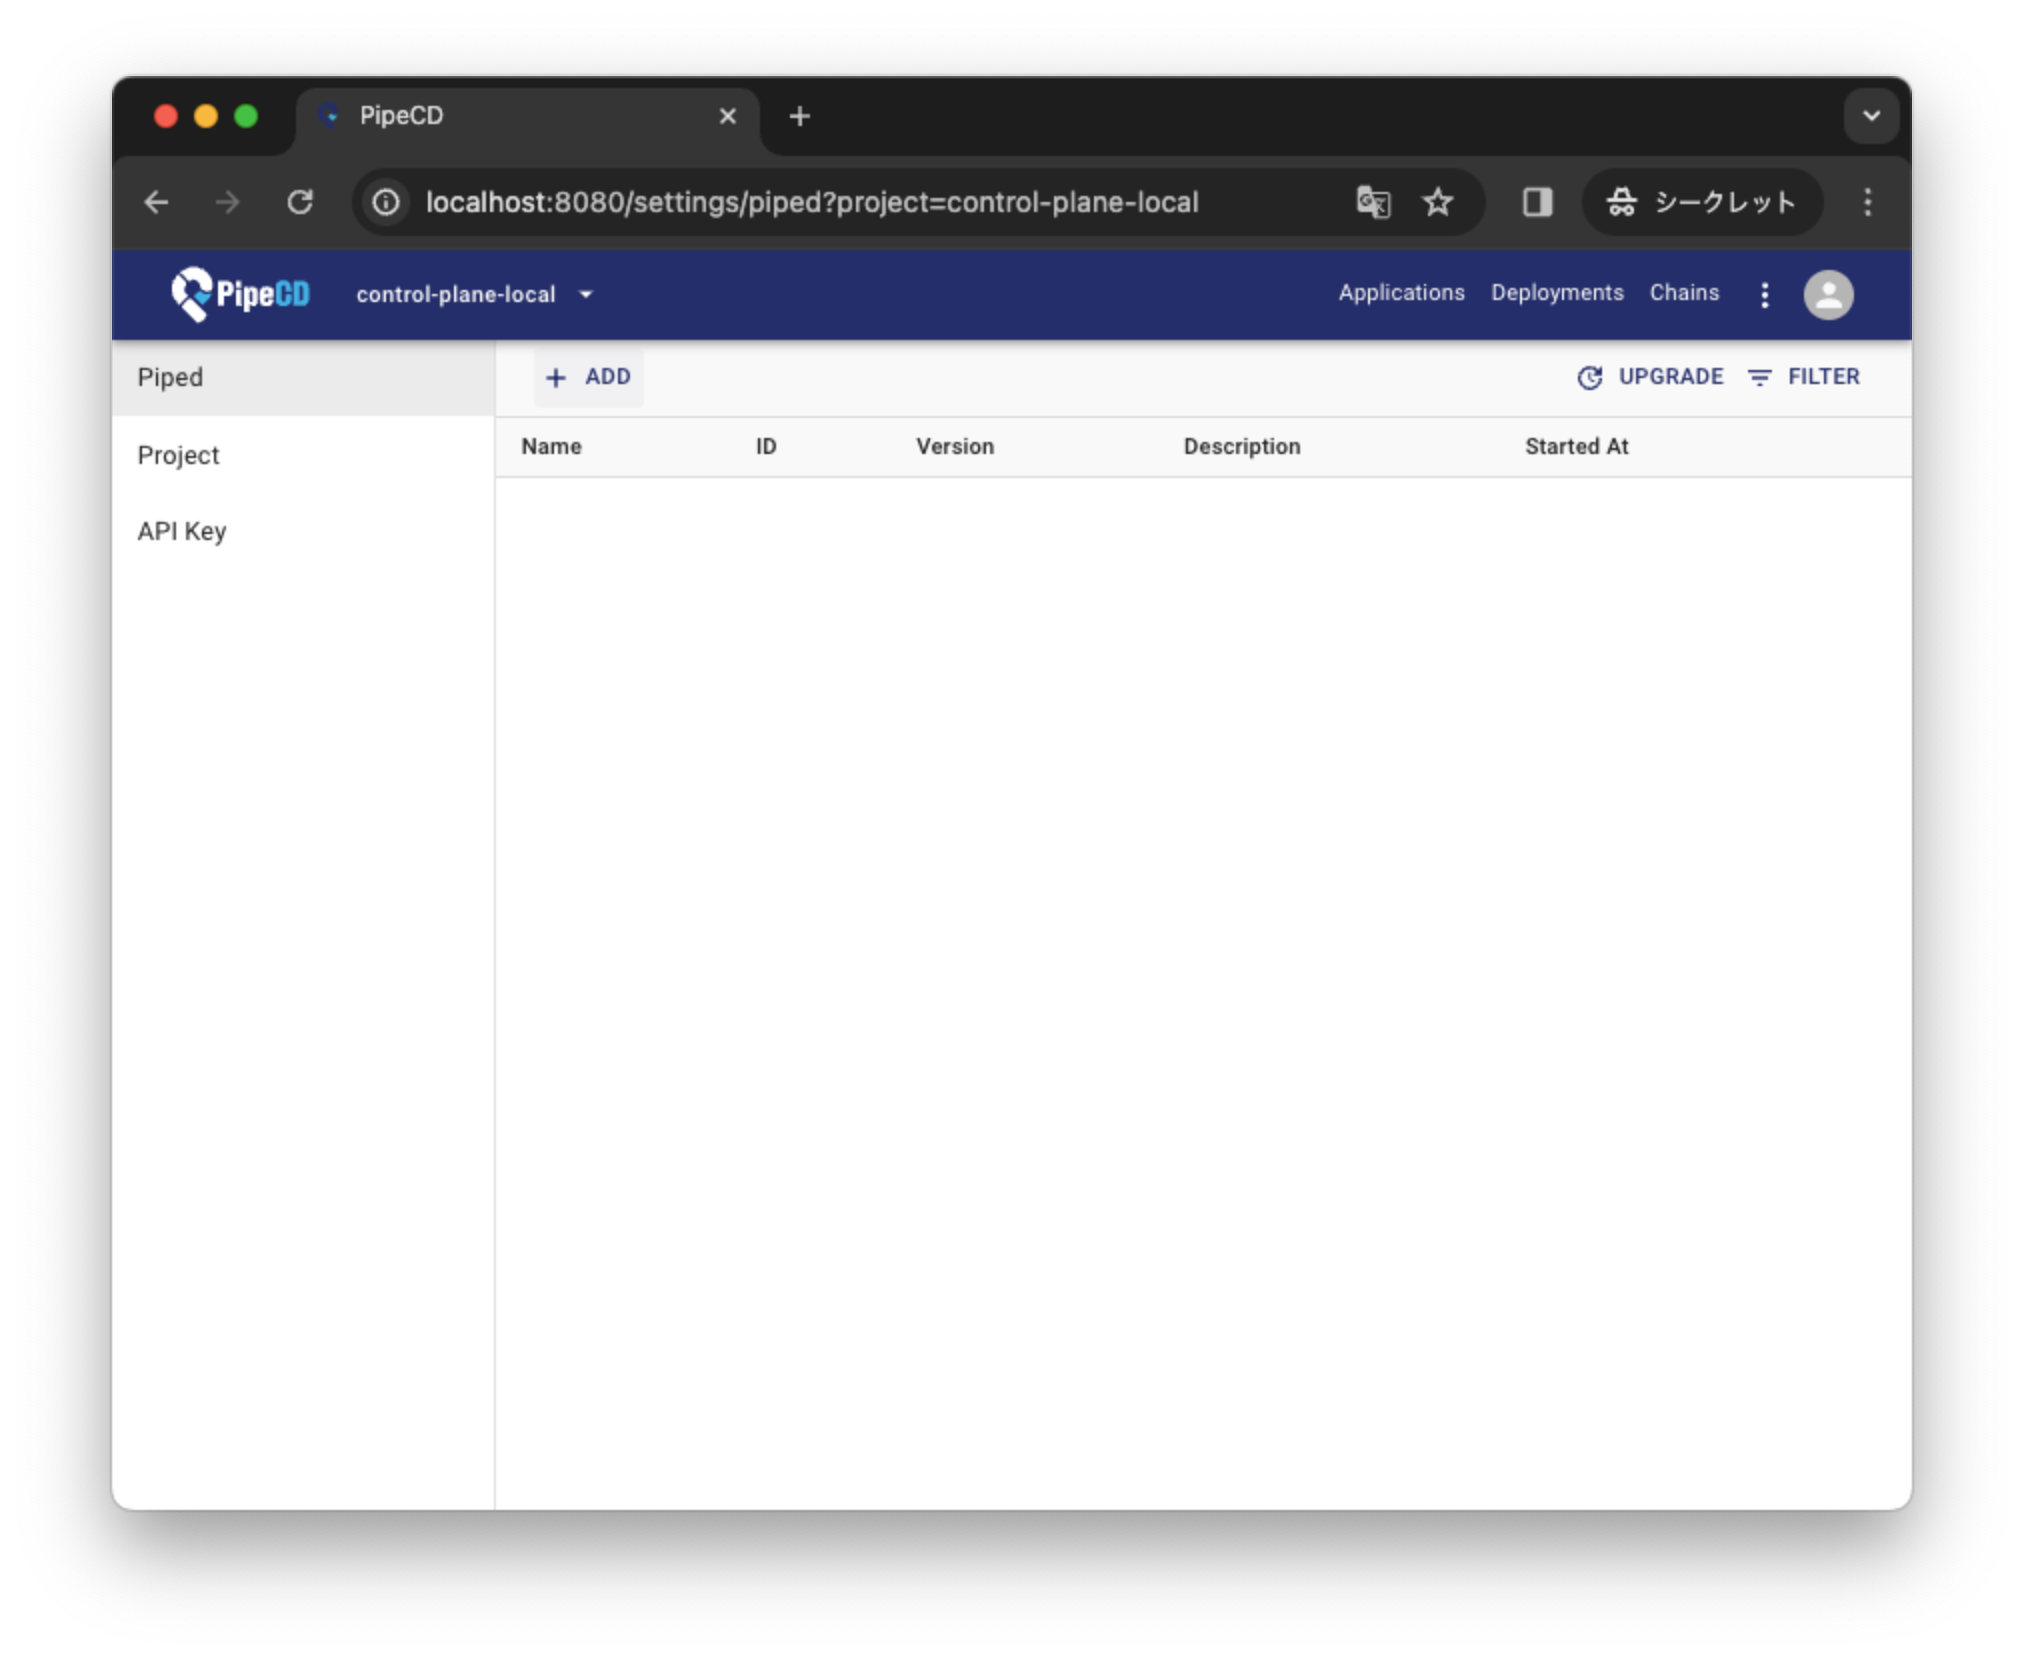 PipeCD
localhost:8080/settings/piped?project=control-plane-local
シークレット
PipeCD control-plane-local Applications Deployments Chains
Piped
Project
API Key
+ ADD UPGRADE FILTER
Name ID Version Description Started At